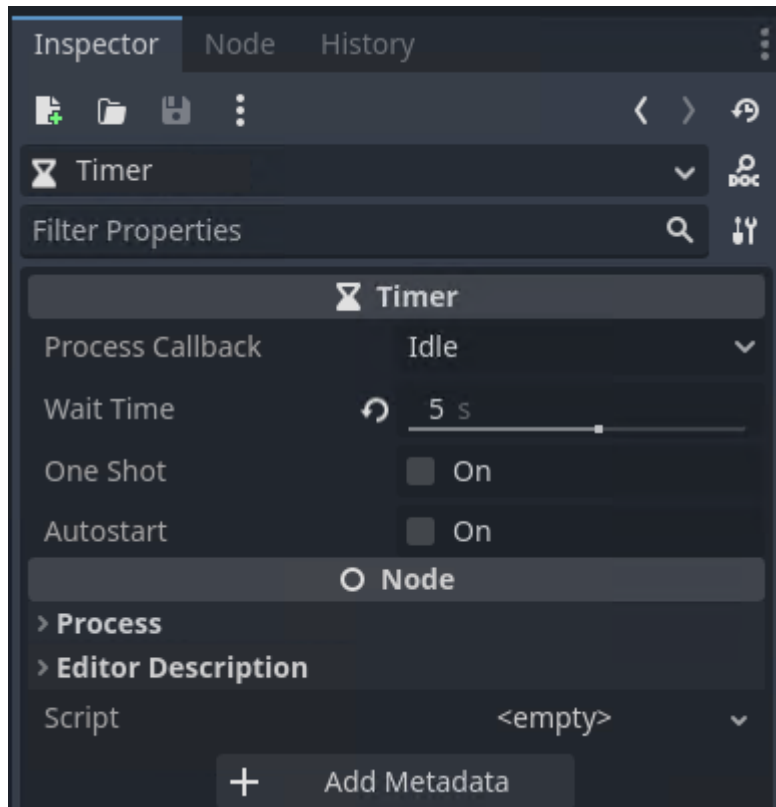 Inspector Node History
Timer
DOC
Filter Properties
Timer
Process Callback Idle
Wait Time 5 s
One Shot On
Autostart On
Node
Process
Editor Description
Script <empty>
Add Metadata